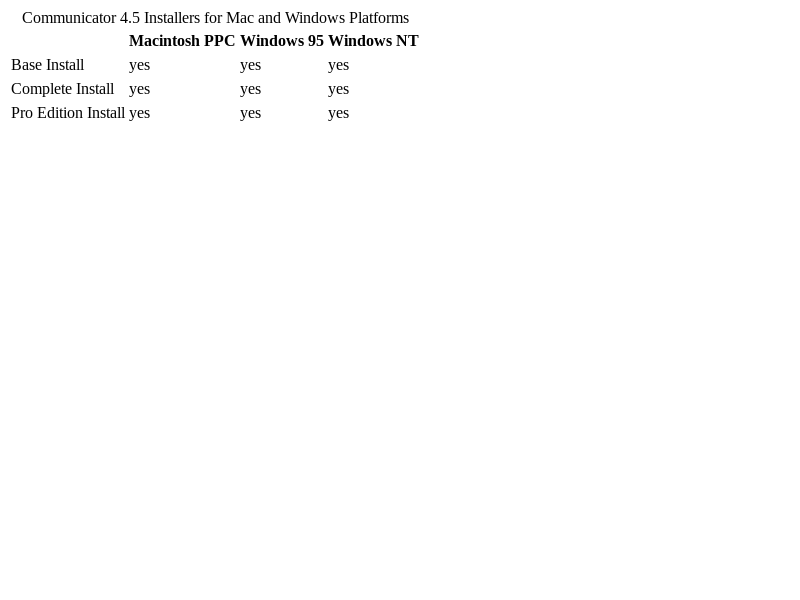 Communicator 4.5 Installers for Mac and Windows Platforms
Macintosh PPC Windows 95 Windows NT
Base Install yes yes yes
Complete Install yes yes yes
Pro Edition Install yes yes yes